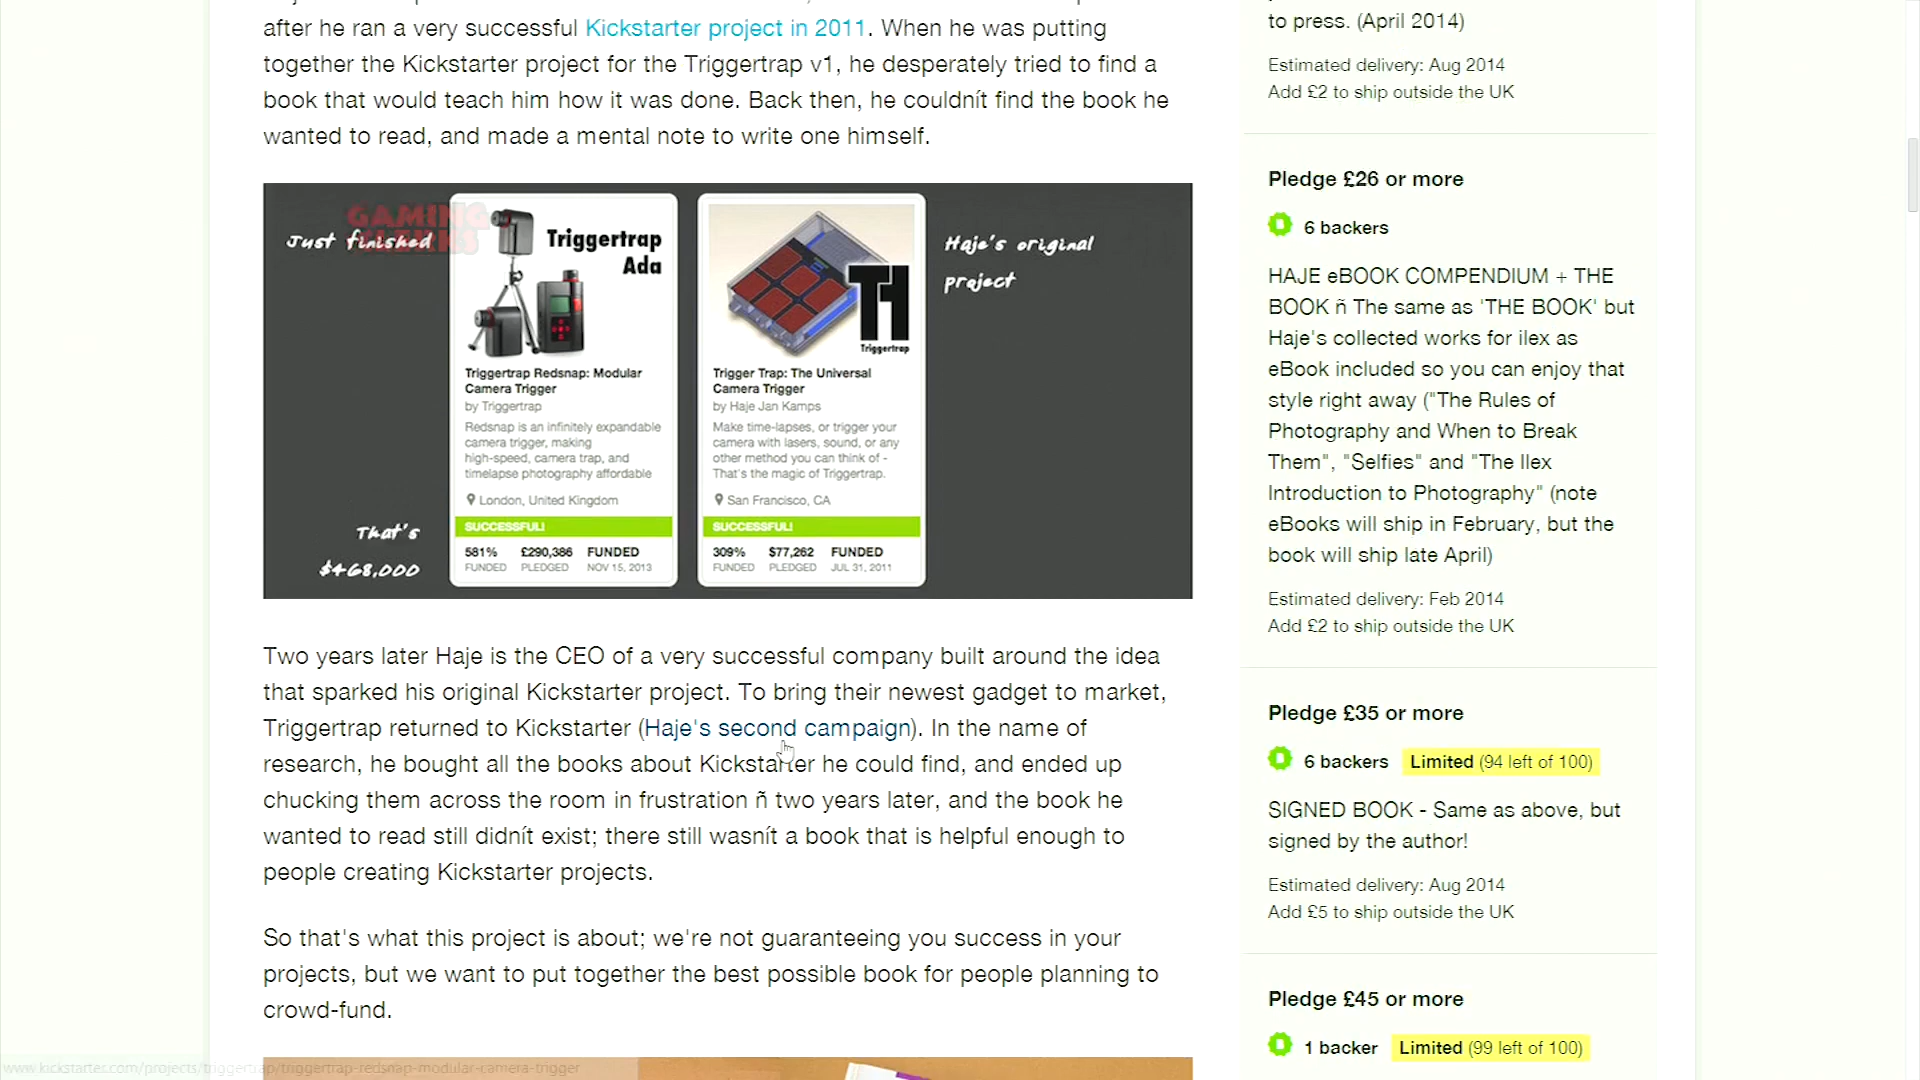 after he ran a very successful Kickstarter project in 2011. When he was putting
together the Kickstarter project for the Triggertrap v1, he desperately tried to find a
book that would teach him how it was done. Back then, he couldnít find the book he
wanted to read, and made a mental note to write one himself.
GAMING
Just finished
Triggertrap
Ada
Triggertrap Redsnap: Modular
Camera Trigger
by Triggertrap
Redsnap is an infinitely expandable
camera trigger, making
high-speed, camera trap, and
timelapse photography affordable
London, United Kingdom
SUCCESSFUL!
581% £290,386 FUNDED
FUNDED PLEDGED NOV 15, 2013
That's
$468,000
T1
Triggertrap
Trigger Trap: The Universal
Camera Trigger
by Haje Jan Kamps
Make time-lapses, or trigger your
camera with lasers, sound, or any
other method you can think of -
That's the magic of Triggertrap.
San Francisco, CA
SUCCESSFUL!
309% $77,262 FUNDED
FUNDED PLEDGED JUL 31, 2011
Haje's original
project
Two years later Haje is the CEO of a very successful company built around the idea
that sparked his original Kickstarter project. To bring their newest gadget to market,
Triggertrap returned to Kickstarter (Haje's second campaign). In the name of
research, he bought all the books about Kickstarter he could find, and ended up
chucking them across the room in frustration ñ two years later, and the book he
wanted to read still didnít exist; there still wasnít a book that is helpful enough to
people creating Kickstarter projects.
So that's what this project is about; we're not guaranteeing you success in your
projects, but we want to put together the best possible book for people planning to
crowd-fund.
www.kickstarter.com/projects/triggertrap/triggertrap-redsnap-modular-camera-trigger
to press. (April 2014)
Estimated delivery: Aug 2014
Add £2 to ship outside the UK
Pledge £26 or more
6 backers
HAJE eBOOK COMPENDIUM + THE
BOOK ñ The same as 'THE BOOK' but
Haje's collected works for ilex as
eBook included so you can enjoy that
style right away ("The Rules of
Photography and When to Break
Them", "Selfies" and "The Ilex
Introduction to Photography" (note
eBooks will ship in February, but the
book will ship late April)
Estimated delivery: Feb 2014
Add £2 to ship outside the UK
Pledge £35 or more
6 backers Limited (94 left of 100)
SIGNED BOOK - Same as above, but
signed by the author!
Estimated delivery: Aug 2014
Add £5 to ship outside the UK
Pledge £45 or more
1 backer Limited (99 left of 100)